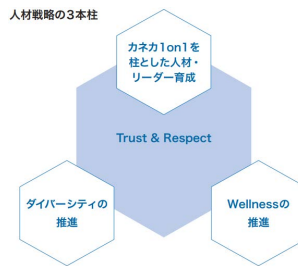 人材戦略の3本柱
カネカ1on1を
柱とした人材・
リーダー育成
Trust & Respect
ダイバーシティの
推進
Wellnessの
推進